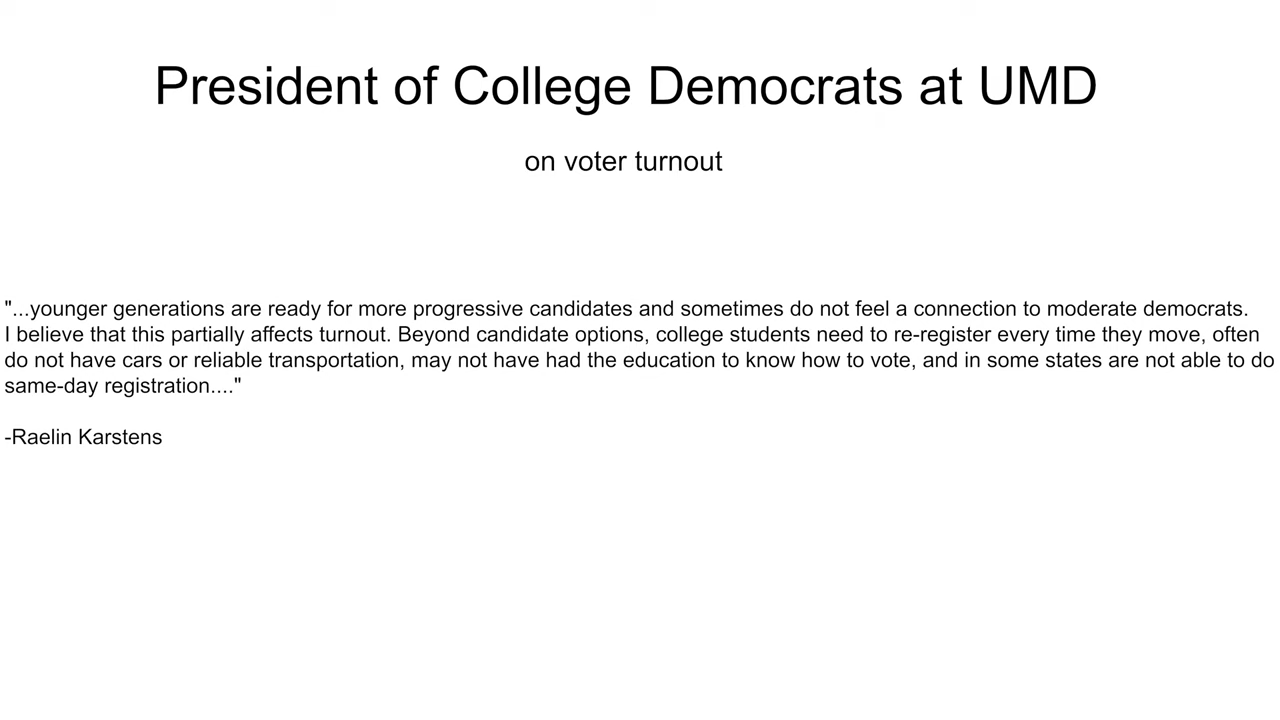 President of College Democrats at UMD
on voter turnout
"...younger generations are ready for more progressive candidates and sometimes do not feel a connection to moderate democrats.
I believe that this partially affects turnout. Beyond candidate options, college students need to re-register every time they move, often
do not have cars or reliable transportation, may not have had the education to know how to vote, and in some states are not able to do
same-day registration...."
-Raelin Karstens